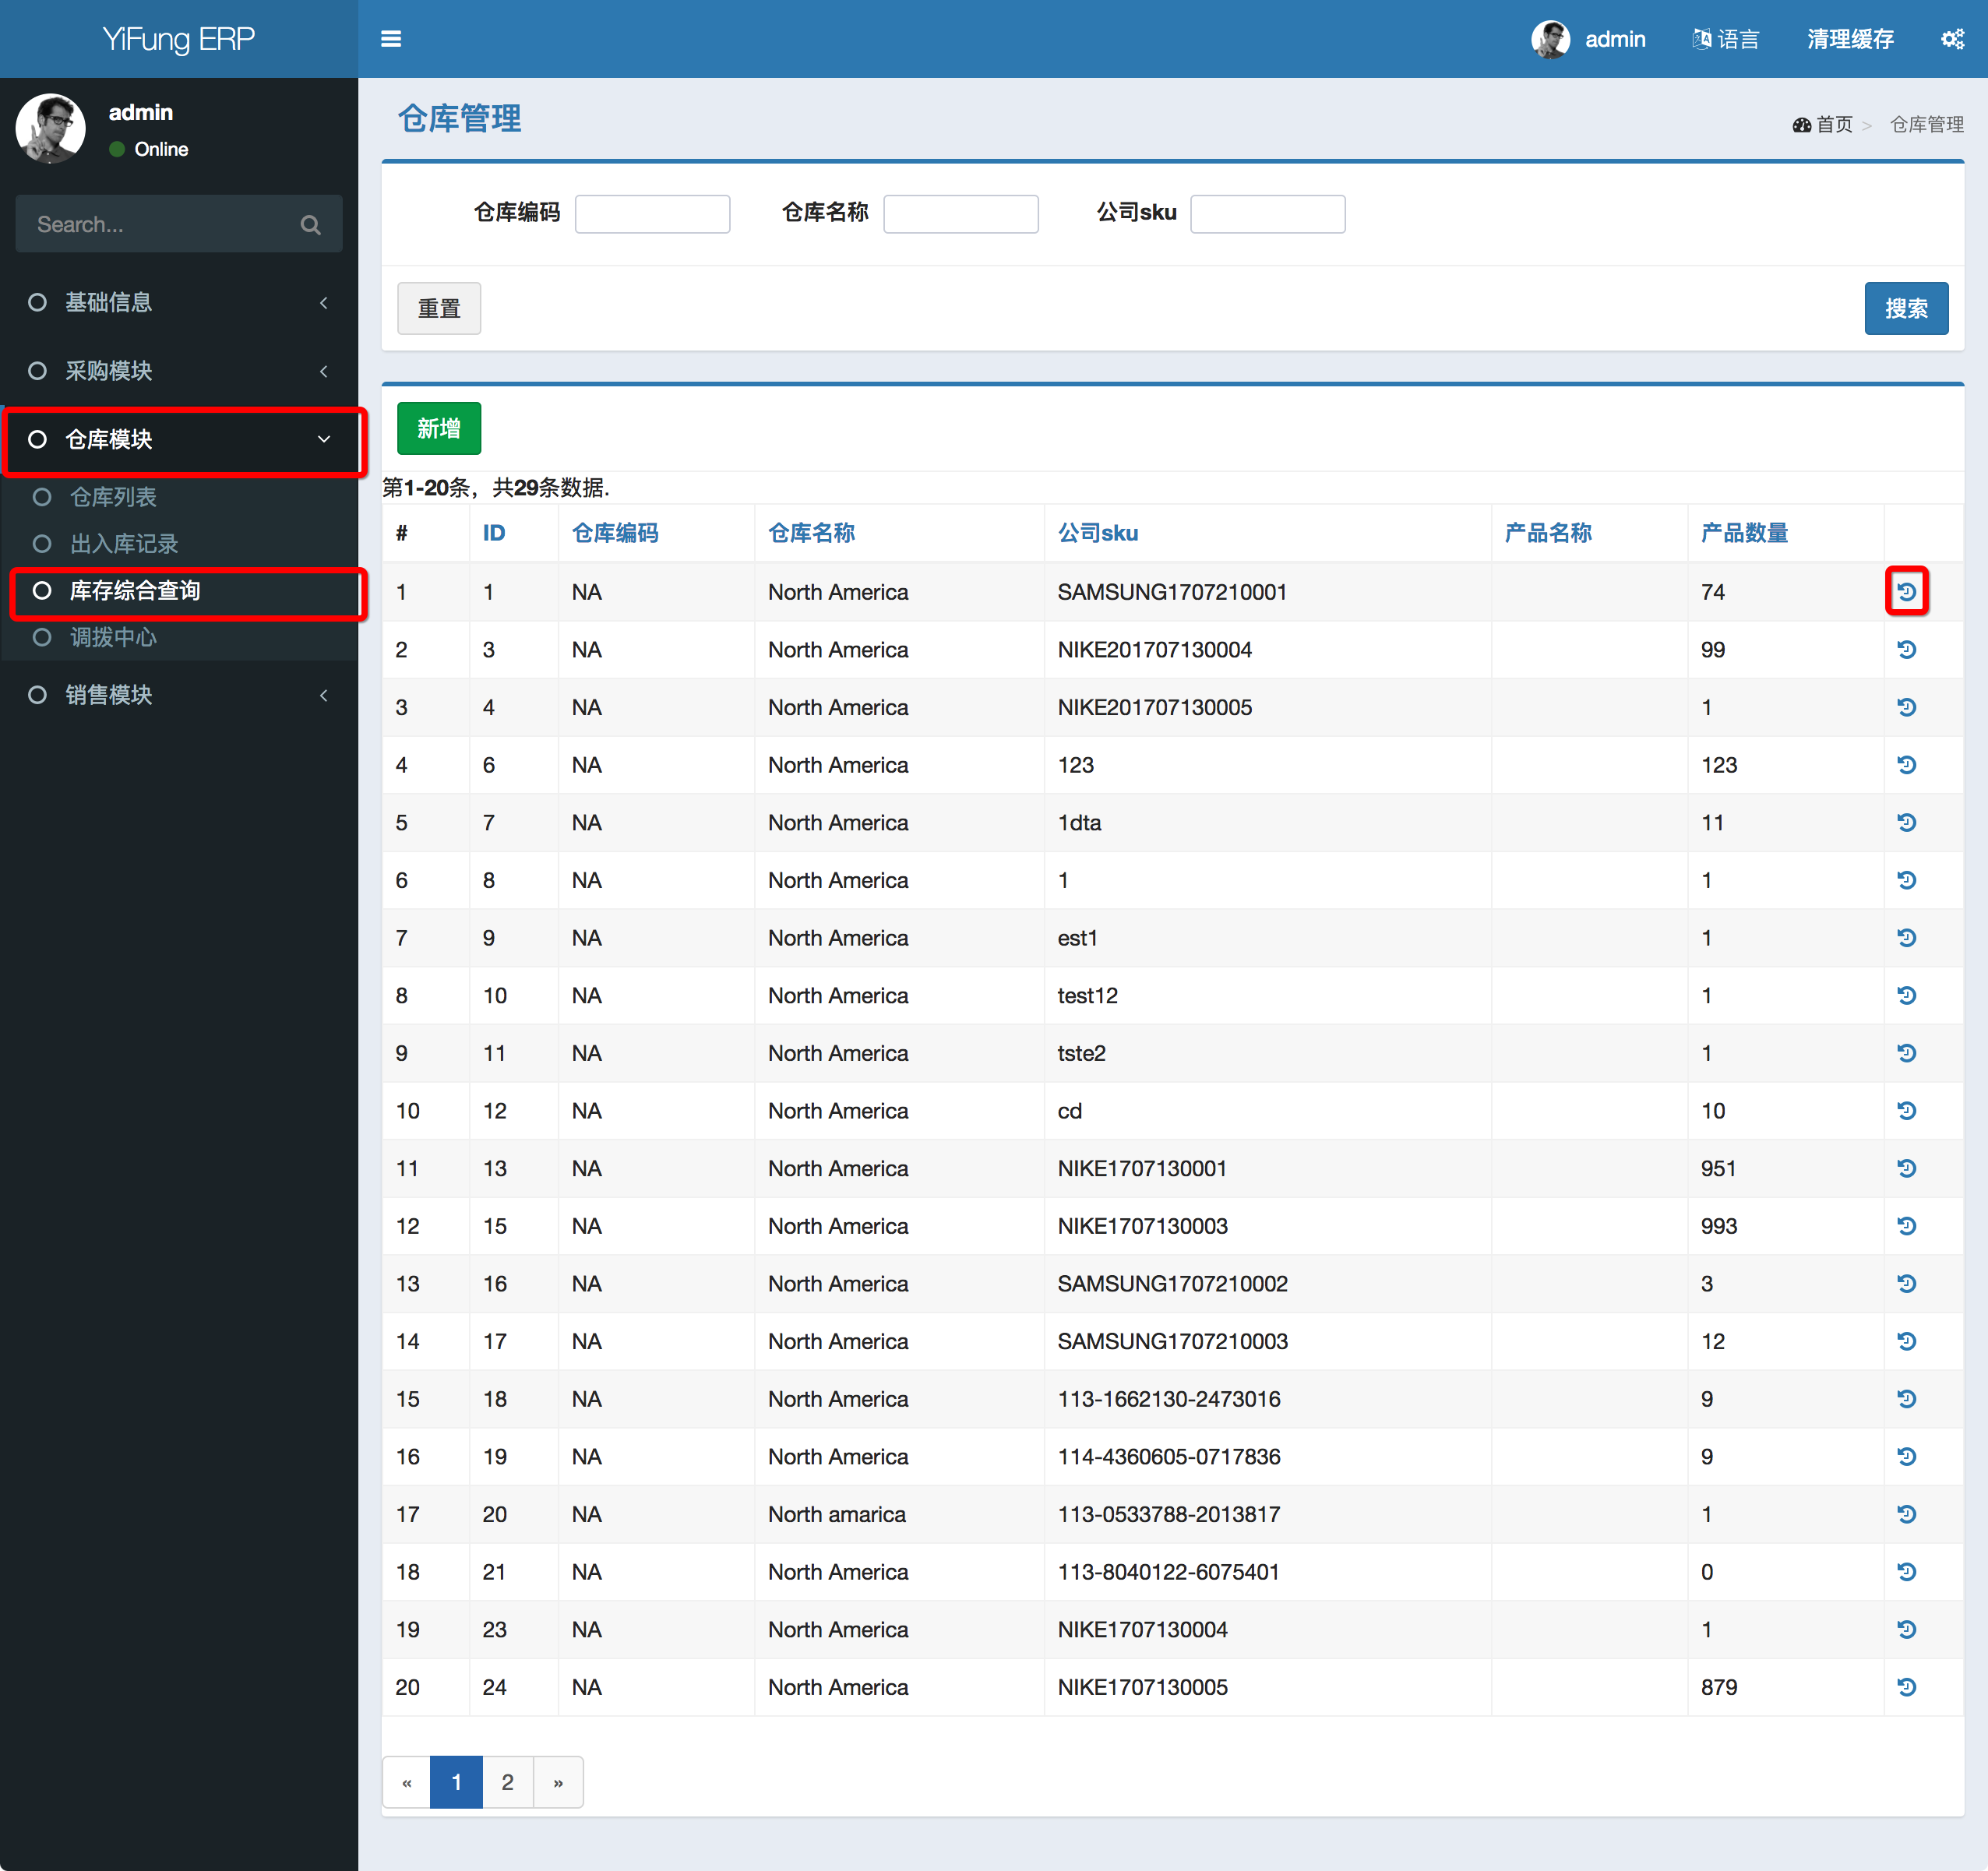 YiFung ERP
admin
语言
清理缓存
admin
Online
Search...
基础信息
采购模块
仓库模块
仓库列表
出入库记录
库存综合查询
调拨中心
销售模块
仓库管理
首页 > 仓库管理
仓库编码 仓库名称 公司sku
重置 搜索
新增
第1-20条，共29条数据.
# ID 仓库编码 仓库名称 公司sku 产品名称 产品数量
1 1 NA North America SAMSUNG1707210001 74
2 3 NA North America NIKE201707130004 99
3 4 NA North America NIKE201707130005 1
4 6 NA North America 123 123
5 7 NA North America 1dta 11
6 8 NA North America 1 1
7 9 NA North America est1 1
8 10 NA North America test12 1
9 11 NA North America tste2 1
10 12 NA North America cd 10
11 13 NA North America NIKE1707130001 951
12 15 NA North America NIKE1707130003 993
13 16 NA North America SAMSUNG1707210002 3
14 17 NA North America SAMSUNG1707210003 12
15 18 NA North America 113-1662130-2473016 9
16 19 NA North America 114-4360605-0717836 9
17 20 NA North amarica 113-0533788-2013817 1
18 21 NA North America 113-8040122-6075401 0
19 23 NA North America NIKE1707130004 1
20 24 NA North America NIKE1707130005 879
« 1 2 »